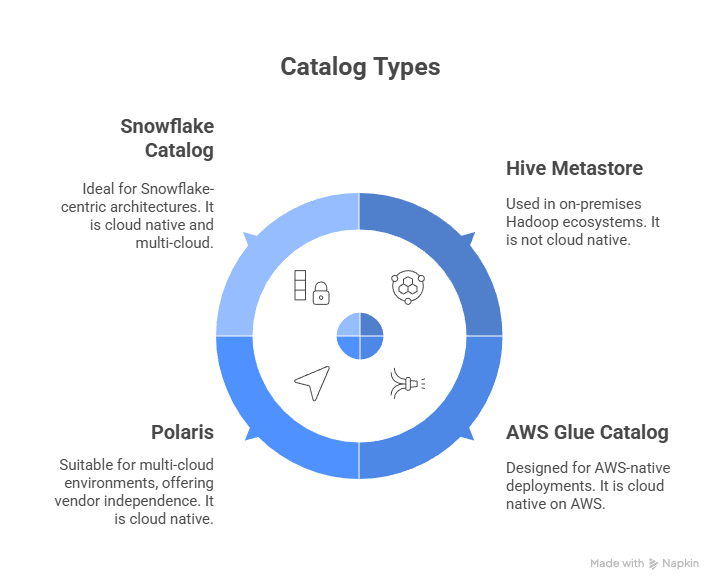 Catalog Types
Snowflake
Catalog
Ideal for Snowflake-
centric architectures. It
is cloud native and
multi-cloud.
Hive Metastore
Used in on-premises
Hadoop ecosystems. It
is not cloud native.
Polaris
Suitable for multi-cloud
environments, offering
vendor independence. It
is cloud native.
AWS Glue Catalog
Designed for AWS-native
deployments. It is cloud
native on AWS.
Made with Napkin